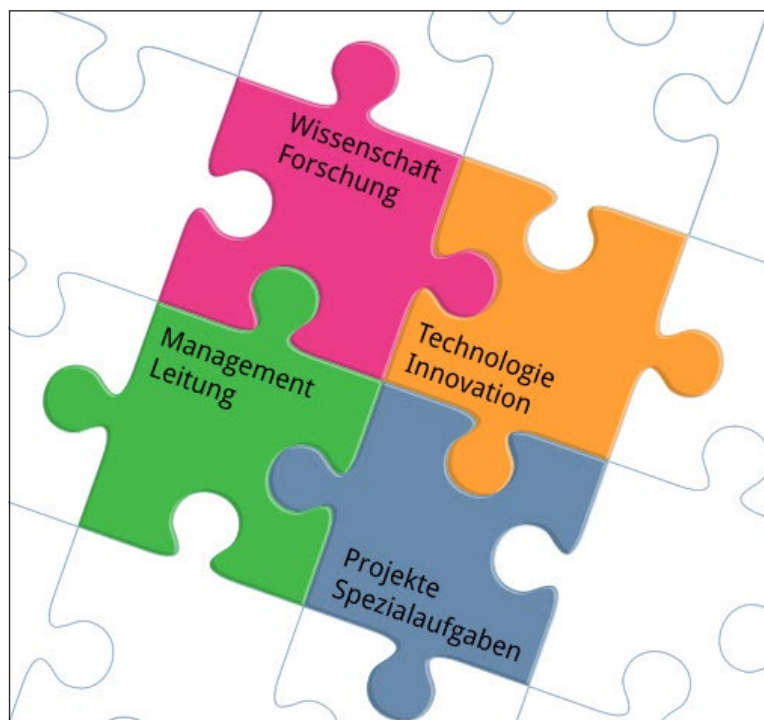 Wissenschaft
Forschung
Technologie
Innovation
Management
Leitung
Projekte
Spezialaufgaben